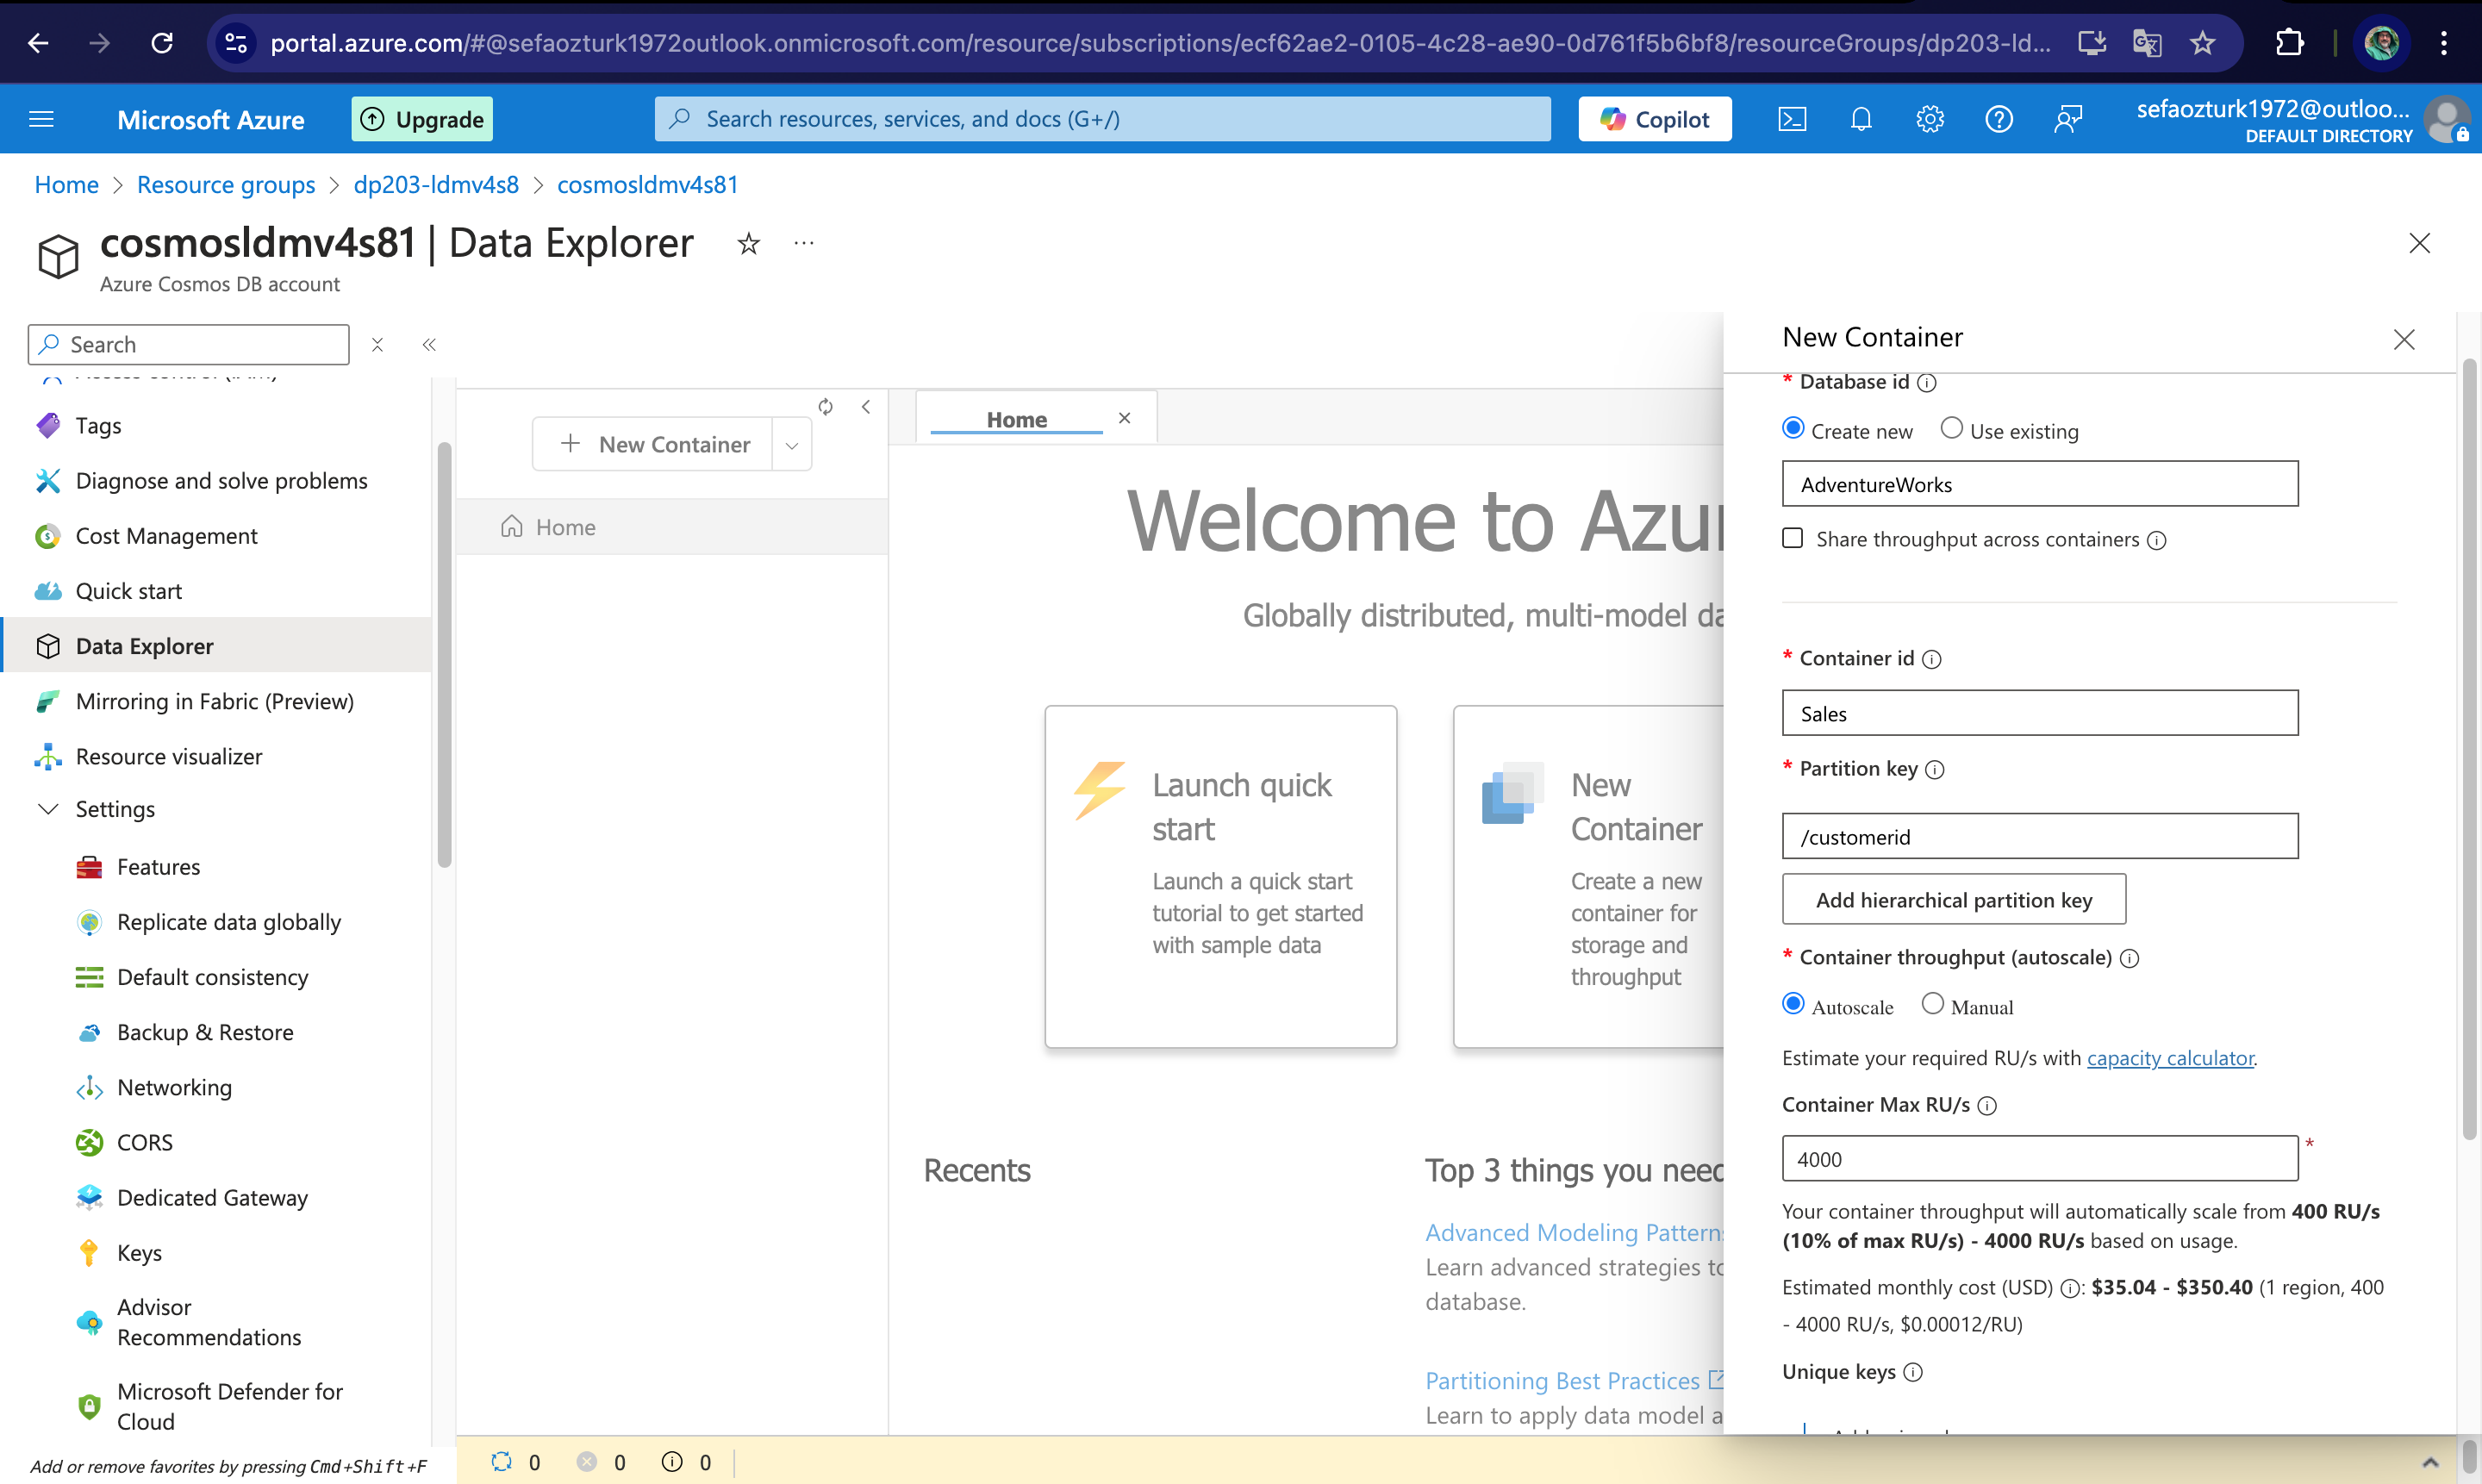 portal.azure.com/#@sefaozturk1972outlook.onmicrosoft.com/resource/subscriptions/ecf62ae2-0105-4c28-ae90-0d761f5b6bf8/resourceGroups/dp203-ld...
Microsoft Azure
Upgrade
Search resources, services, and docs (G+/)
Copilot
sefaozturk1972@outloo...
DEFAULT DIRECTORY
Home > Resource groups > dp203-ldmv4s8 > cosmosldmv4s81
cosmosldmv4s81 | Data Explorer
Azure Cosmos DB account
Search
Tags
Diagnose and solve problems
Cost Management
Quick start
Data Explorer
Mirroring in Fabric (Preview)
Resource visualizer
Settings
Features
Replicate data globally
Default consistency
Backup & Restore
Networking
CORS
Dedicated Gateway
Keys
Advisor
Recommendations
Microsoft Defender for
Cloud
Add or remove favorites by pressing Cmd+Shift+F
New Container
Home
Home
Welcome to Azu
Globally distributed, multi-model da
Launch quick
start
Launch a quick start
tutorial to get started
with sample data
New
Container
Create a new
container for
storage and
throughput
Recents
Top 3 things you need
Advanced Modeling Pattern
Learn advanced strategies to
database.
Partitioning Best Practices
Learn to apply data model a
0 0 0
New Container
* Database id
Create new Use existing
AdventureWorks
Share throughput across containers
* Container id
Sales
* Partition key
/customerid
Add hierarchical partition key
* Container throughput (autoscale)
Autoscale Manual
Estimate your required RU/s with capacity calculator.
Container Max RU/s
4000 *
Your container throughput will automatically scale from 400 RU/s
(10% of max RU/s) - 4000 RU/s based on usage.
Estimated monthly cost (USD) : $35.04 - $350.40 (1 region, 400
- 4000 RU/s, $0.00012/RU)
Unique keys